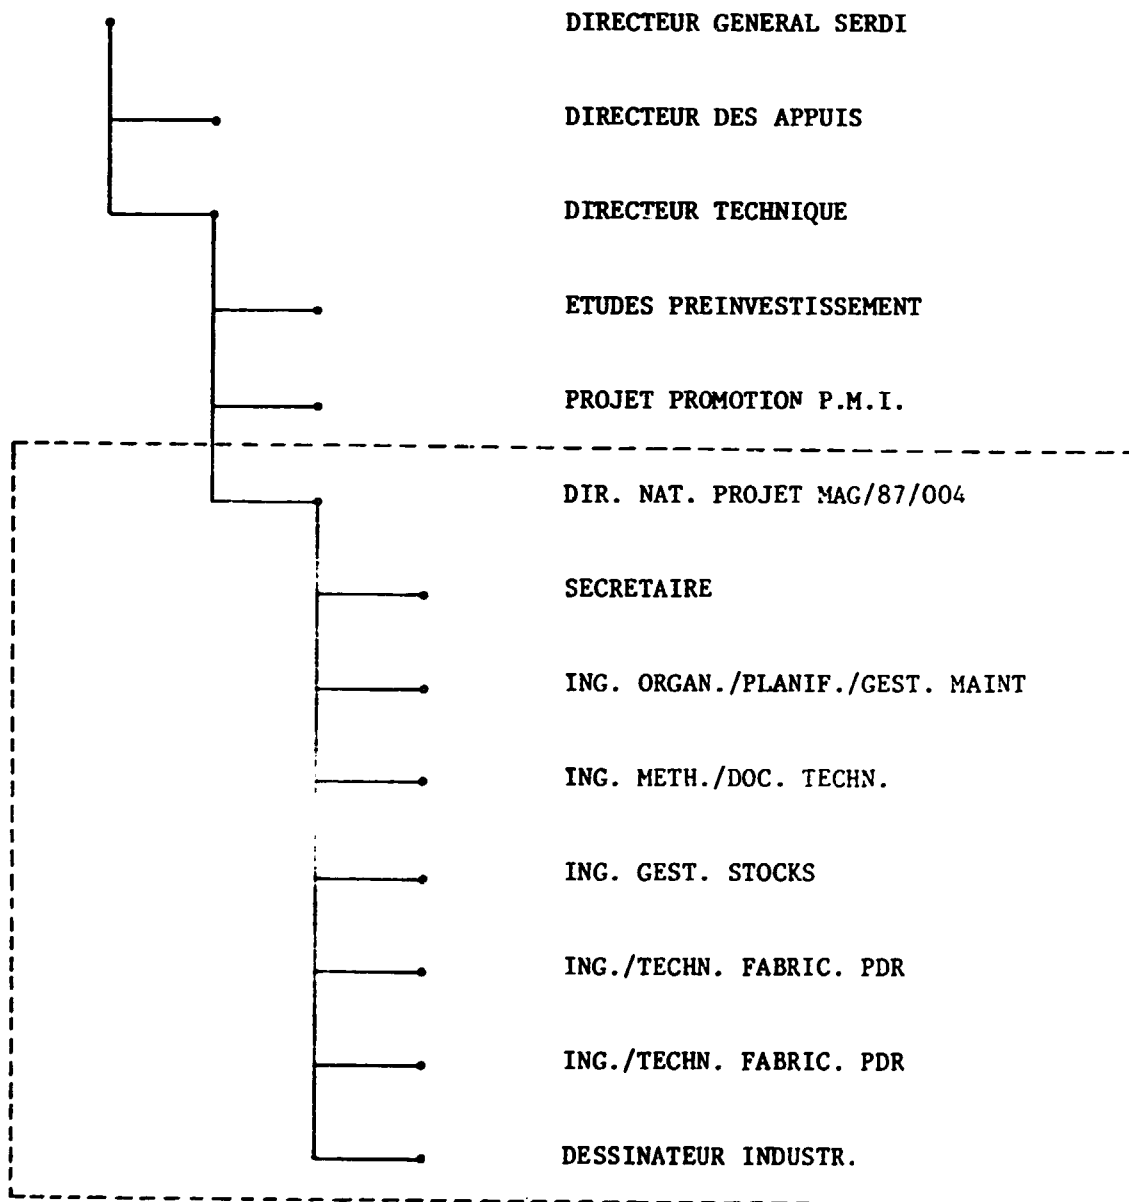 DIRECTEUR GENERAL SERDI
DIRECTEUR DES APPUIS
DIRECTEUR TECHNIQUE
ETUDES PREINVESTISSEMENT
PROJET PROMOTION P.M.I.
DIR. NAT. PROJET MAG/87/004
SECRETAIRE
ING. ORGAN./PLANIF./GEST. MAINT
ING. METH./DOC. TECHN.
ING. GEST. STOCKS
ING./TECHN. FABRIC. PDR
ING./TECHN. FABRIC. PDR
DESSINATEUR INDUSTR.